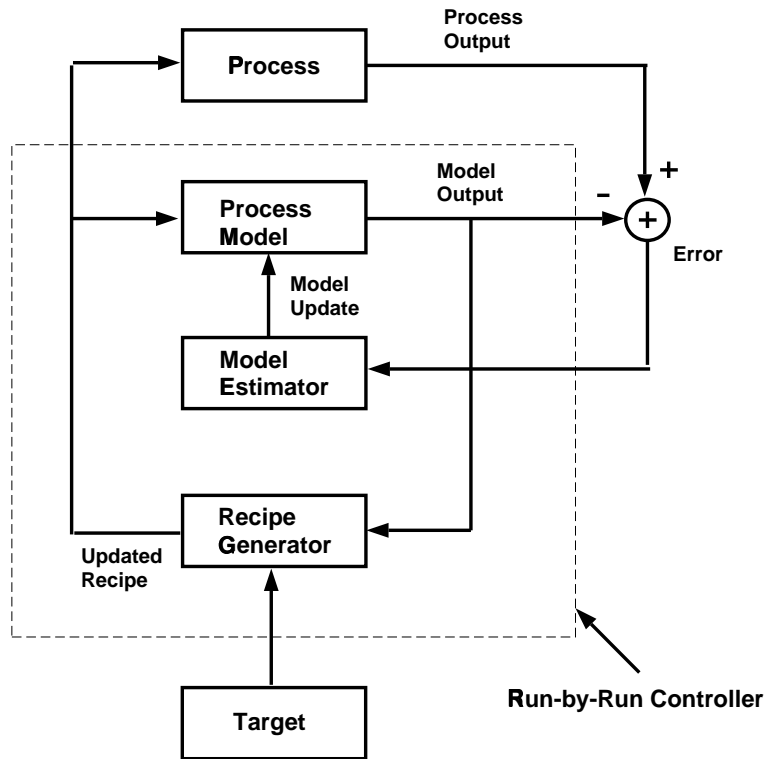 Process
Output
Process
Model
Output
+
-
+
Process
Model
Error
Model
Update
Model
Estimator
Recipe
Generator
Updated
Recipe
Run-by-Run Controller
Target